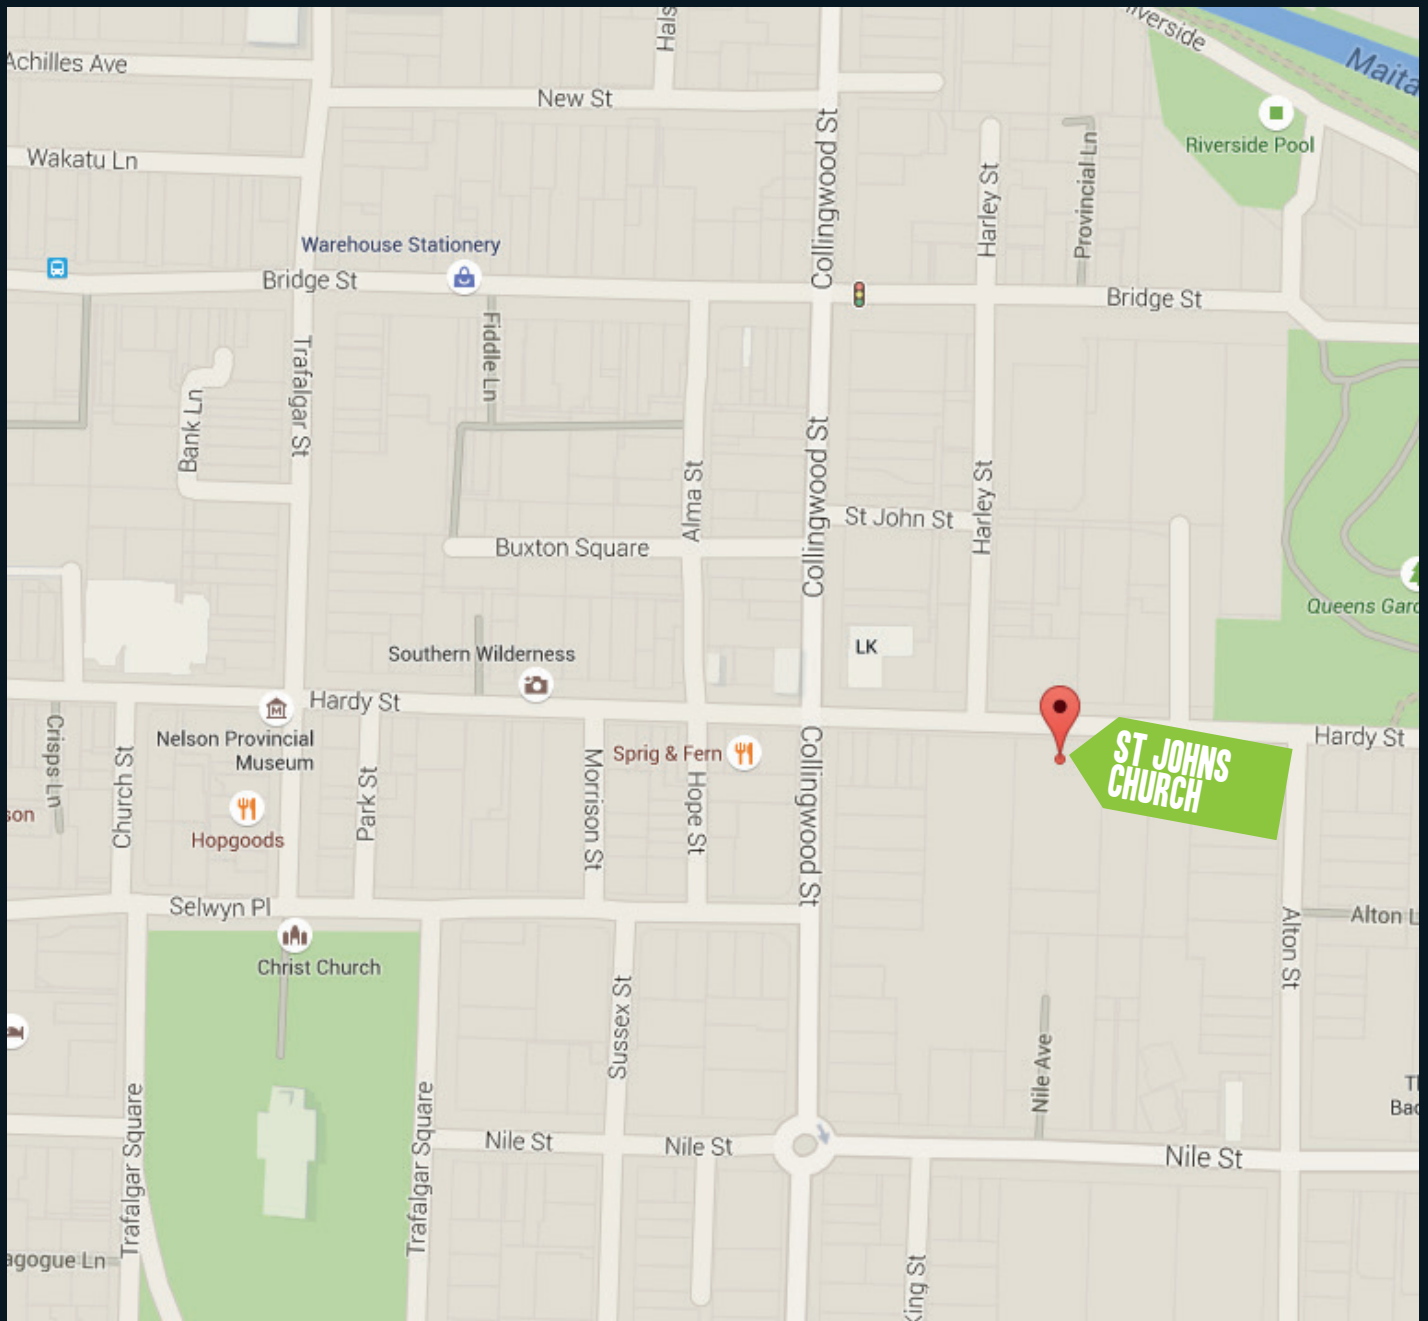 Hals
iverside
Achilles Ave
Maita
New St
Collingwood St
Riverside Pool
Wakatu Ln
Harley St
Provincial Ln
Warehouse Stationery
Bridge St
Bridge St
Fiddle Ln
Trafalgar St
Bank Ln
Alma St
Collingwood St
Harley St
St John St
Buxton Square
Queens Gard
LK
Southern Wilderness
Hardy St
Nelson Provincial
Museum
Crisps Ln
Church St
Park St
Morrison St
Sprig & Fern
Hope St
Collingwood St
ST JOHNS
CHURCH
Hardy St
son
Hopgoods
Selwyn Pl
Christ Church
Alton L
Alton St
Sussex St
Nile Ave
Trafalgar Square
Trafalgar Square
Bac
Nile St
Nile St
Nile St
agogue Ln
King St